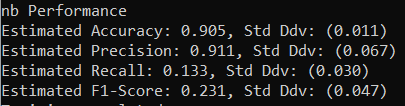 nb Performance
Estimated Accuracy: 0.905, Std Ddv: (0.011)
Estimated Precision: 0.911, Std Ddv: (0.067)
Estimated Recall: 0.133, Std Ddv: (0.030)
Estimated F1-Score: 0.231, Std Ddv: (0.047)